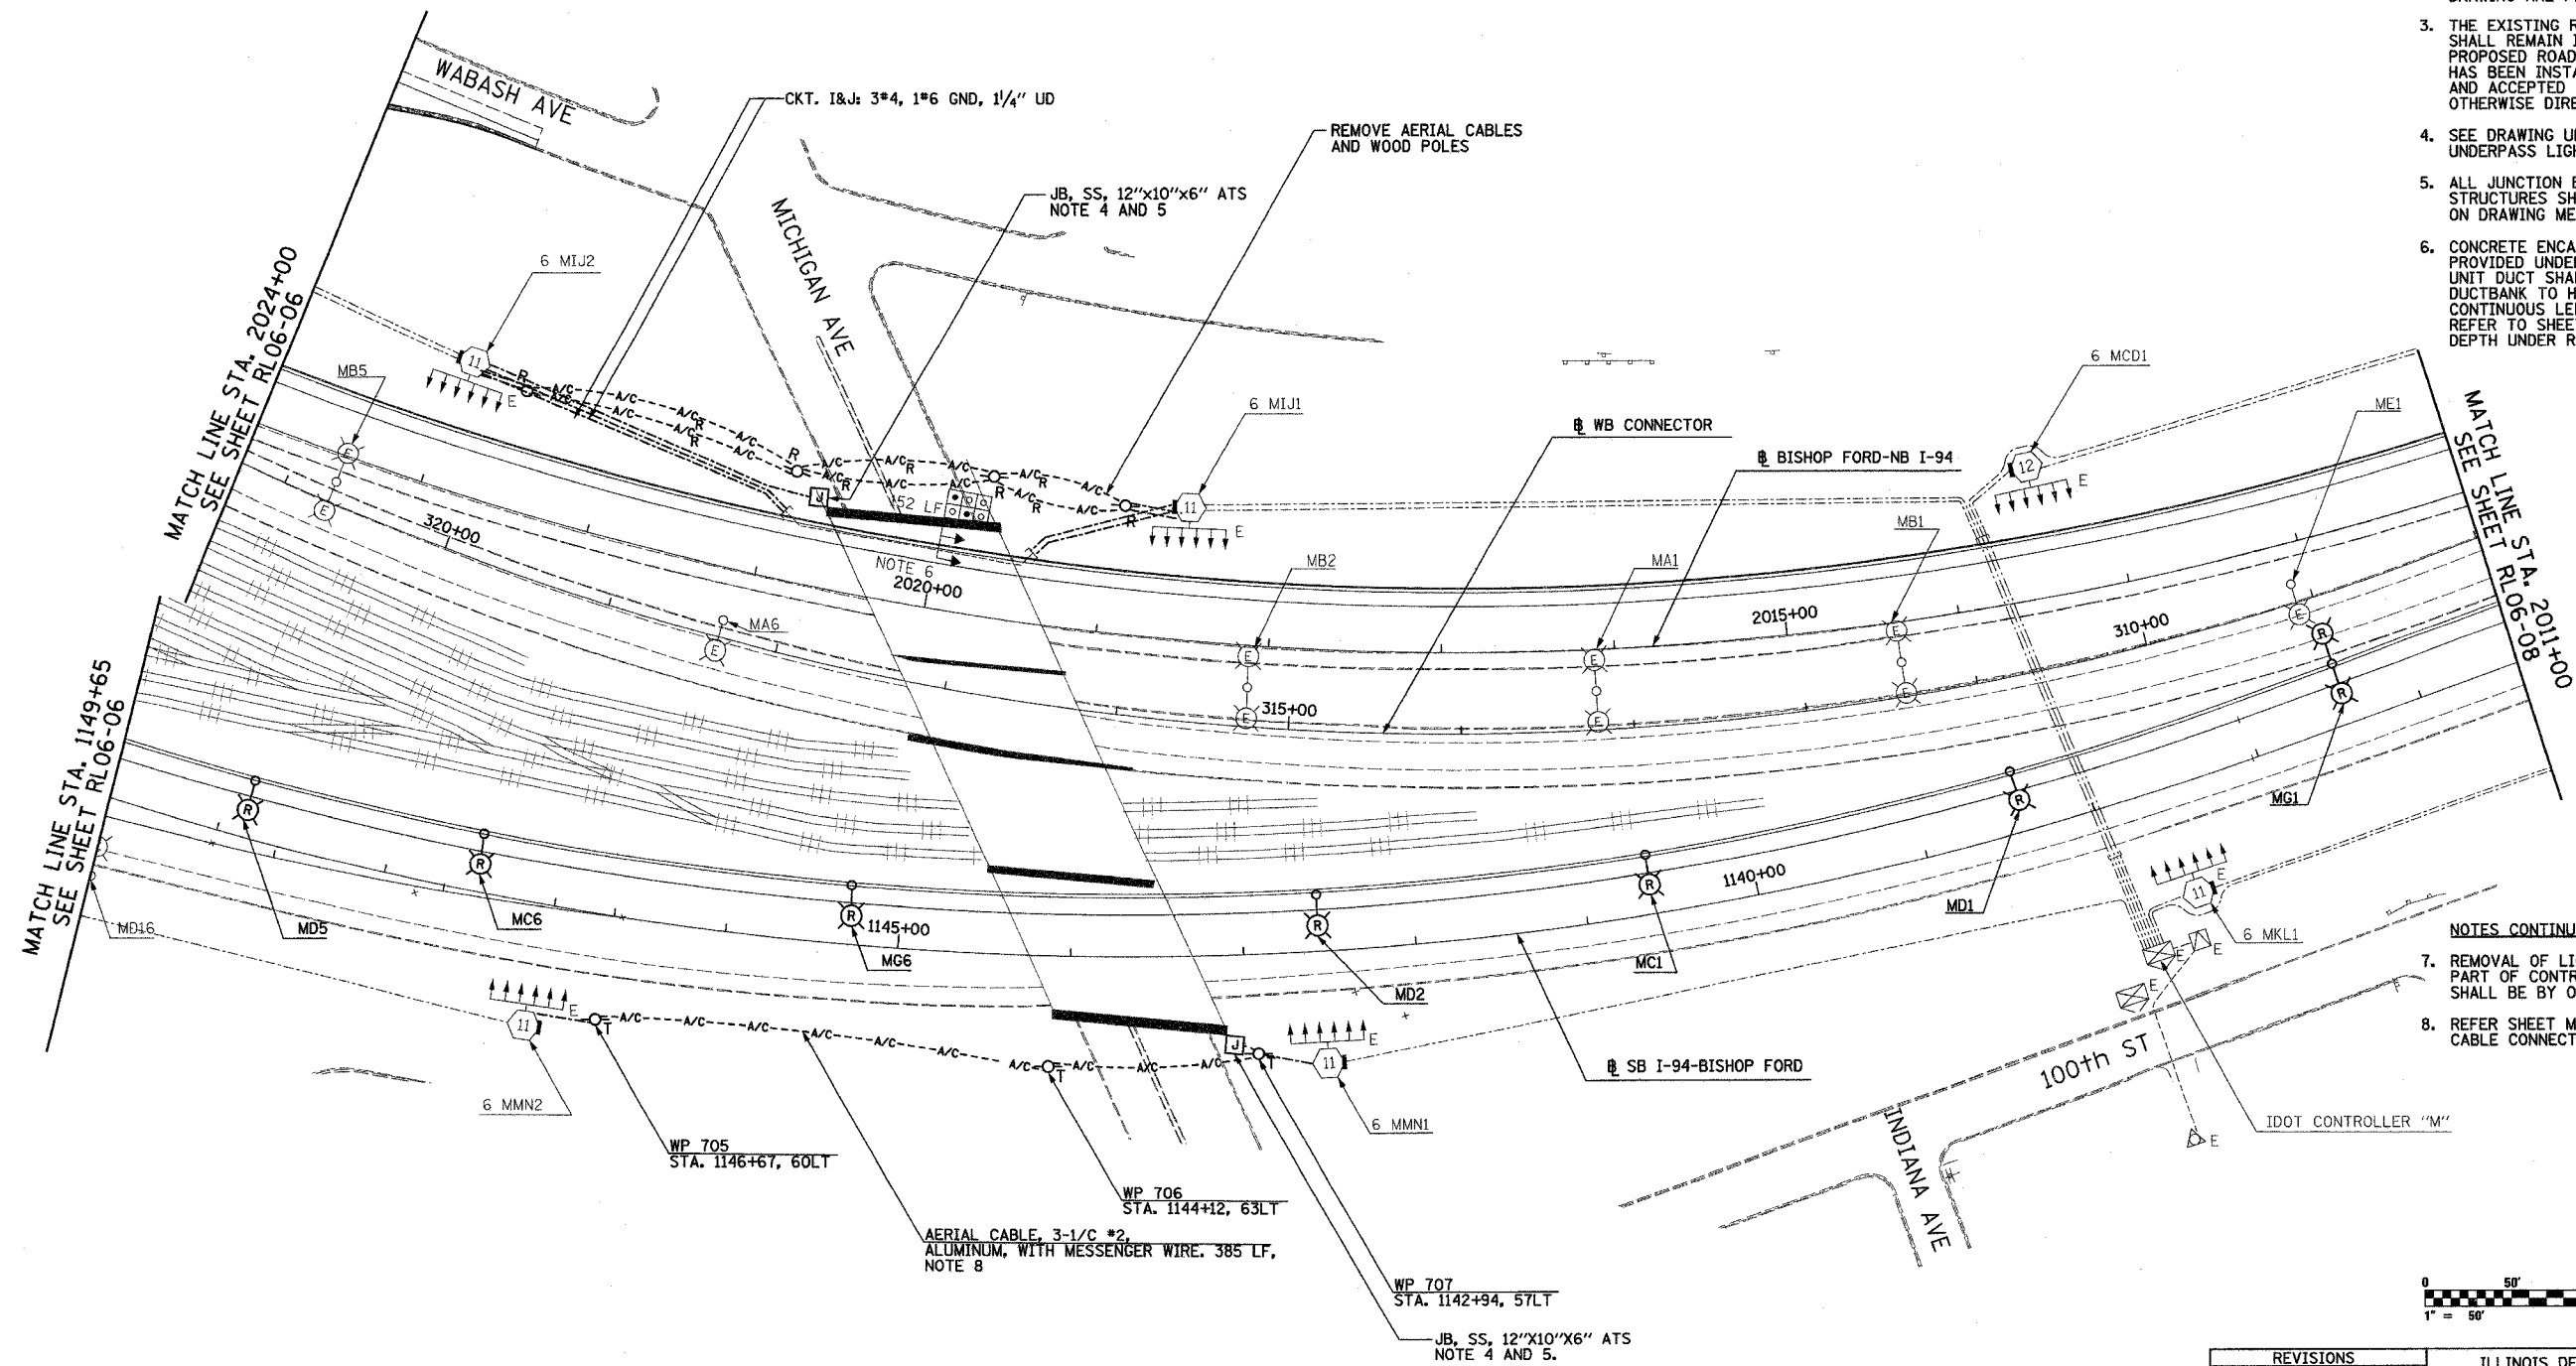 WABASH AVE
CKT. I&J: 3#4, 1#6 GND, 1 1/4" UD
REMOVE AERIAL CABLES
AND WOOD POLES
JB, SS, 12"x10"x6" ATS
NOTE 4 AND 5
MICHIGAN AVE
6 MIJ2
6 MIJ1
6 MCD1
MATCH LINE STA. 2024+00
SEE SHEET RL06-06
MB5
11
E
11
E
12
E
ME1
℄ WB CONNECTOR
℄ BISHOP FORD-NB I-94
MATCH LINE STA. 2011+00
SEE SHEET RL06-08
J
52 LF
NOTE 6
320+00
2020+00
MB2
MA1
MB1
2015+00
310+00
MA6
315+00
MATCH LINE STA. 1149+65
SEE SHEET RL06-06
MD16
MD5
MC6
MG6
1145+00
MD2
MC1
1140+00
MD1
MG1
6 MKL1
11
E
6 MMN2
11
E
6 MMN1
11
E
J
℄ SB I-94-BISHOP FORD
100th ST
INDIANA AVE
IDOT CONTROLLER "M"
WP 705
STA. 1146+67, 60LT
WP 706
STA. 1144+12, 63LT
AERIAL CABLE, 3-1/C #2,
ALUMINUM, WITH MESSENGER WIRE. 385 LF,
NOTE 8
WP 707
STA. 1142+94, 57LT
JB, SS, 12"X10"X6" ATS
NOTE 4 AND 5.
3. THE EXISTING R
SHALL REMAIN I
PROPOSED ROAD
HAS BEEN INSTA
AND ACCEPTED
OTHERWISE DIRE
4. SEE DRAWING U
UNDERPASS LIGH
5. ALL JUNCTION B
STRUCTURES SH
ON DRAWING ME
6. CONCRETE ENCA
PROVIDED UNDE
UNIT DUCT SHA
DUCTBANK TO H
CONTINUOUS LE
REFER TO SHEE
DEPTH UNDER R
NOTES CONTINU
7. REMOVAL OF LI
PART OF CONTR
SHALL BE BY O
8. REFER SHEET M
CABLE CONNECT
0 50'
1" = 50'
REVISIONS
ILLINOIS DE